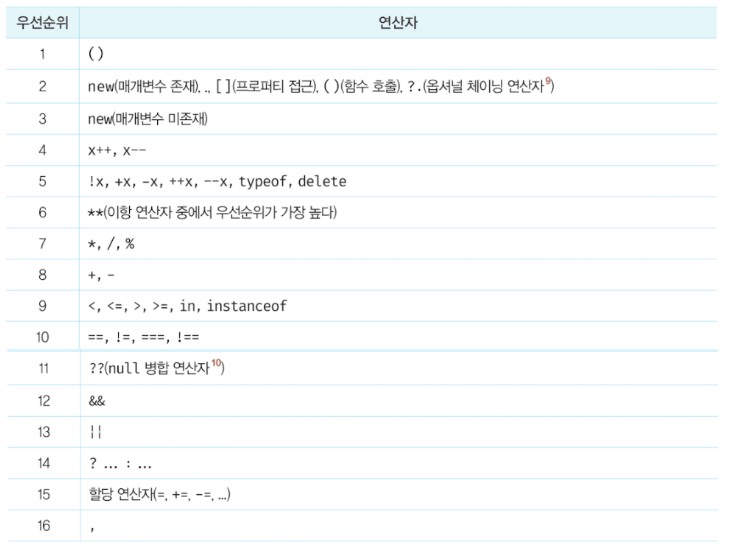 우선순위 연산자
1 ()
2 new(매개변수 존재), ., [](프로퍼티 접근), ()(함수 호출), ?.(옵셔널 체이닝 연산자9)
3 new(매개변수 미존재)
4 x++, x--
5 !x, +x, -x, ++x, --x, typeof, delete
6 **(이항 연산자 중에서 우선순위가 가장 높다)
7 *, /, %
8 +, -
9 <, <=, >, >=, in, instanceof
10 ==, !=, ===, !==
11 ??(null 병합 연산자10)
12 &&
13 ||
14 ? ... : ...
15 할당 연산자(=, +=, -=, ...)
16 ,